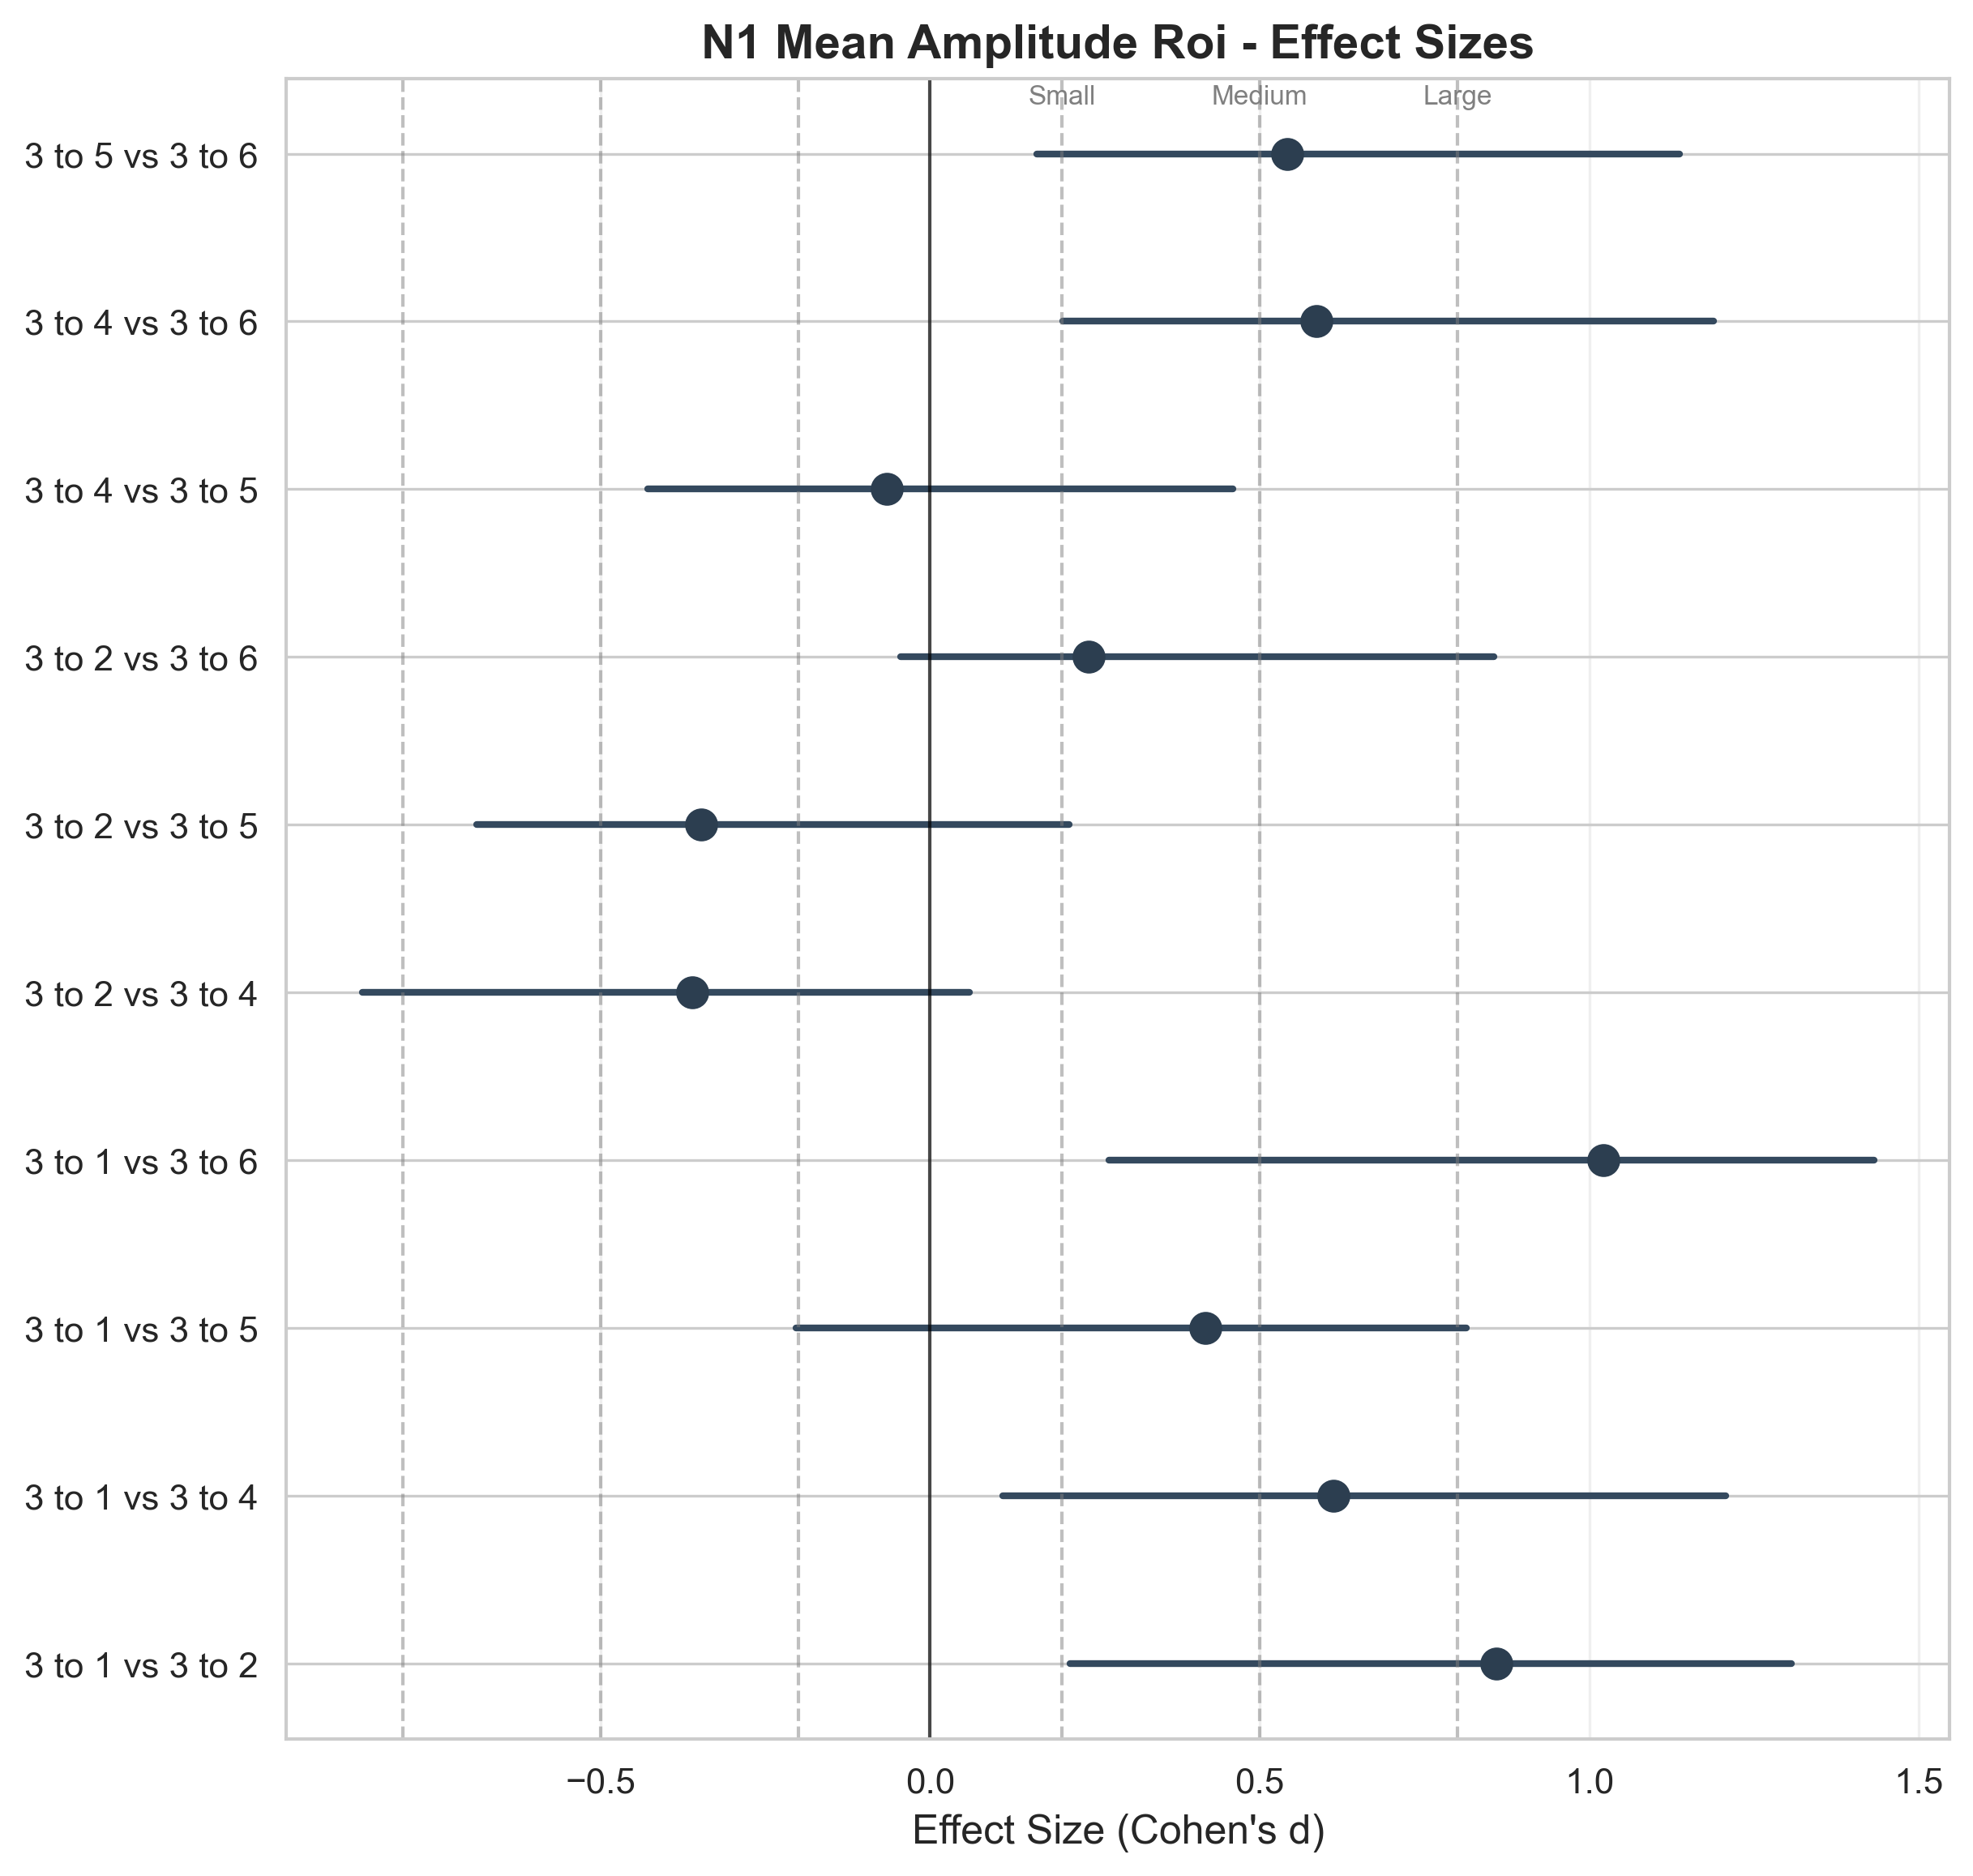 N1 Mean Amplitude Roi - Effect Sizes
Small Medium Large
3 to 5 vs 3 to 6
3 to 4 vs 3 to 6
3 to 4 vs 3 to 5
3 to 2 vs 3 to 6
3 to 2 vs 3 to 5
3 to 2 vs 3 to 4
3 to 1 vs 3 to 6
3 to 1 vs 3 to 5
3 to 1 vs 3 to 4
3 to 1 vs 3 to 2
−0.5 0.0 0.5 1.0 1.5
Effect Size (Cohen's d)